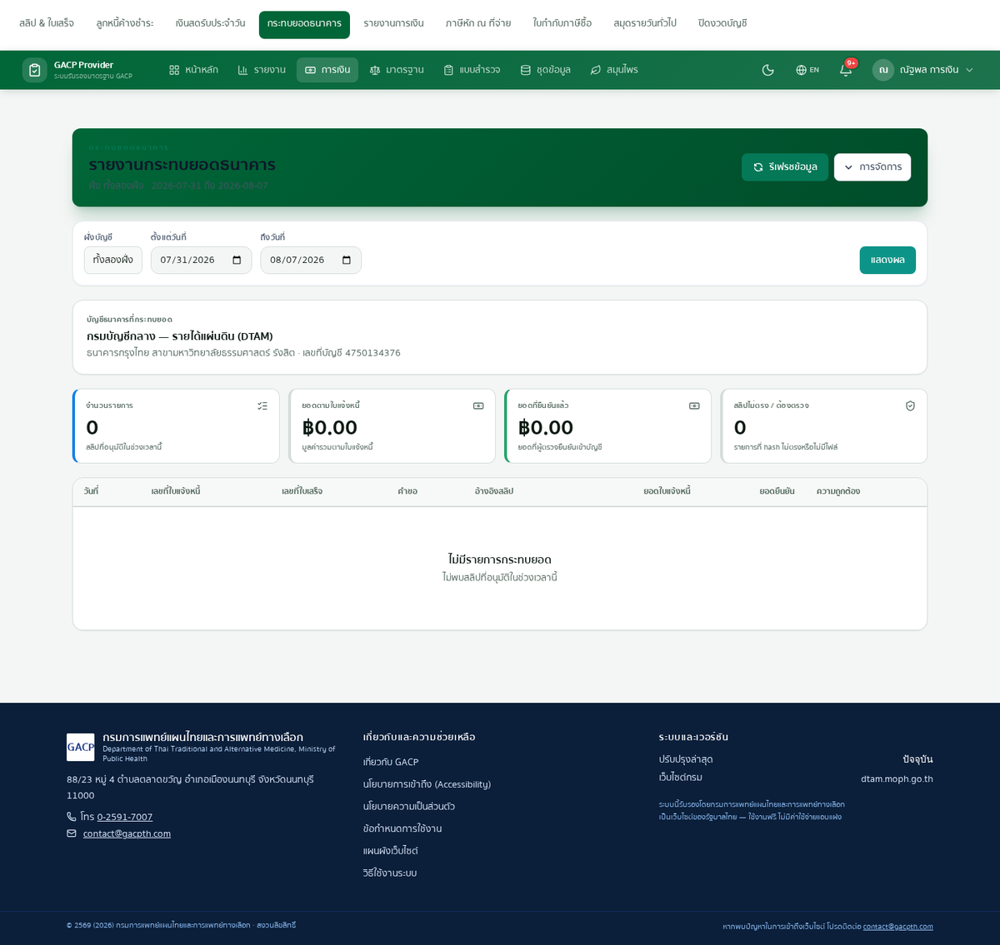 สลิป & ใบเสร็จ
ลูกหนี้ค้างชำระ
เงินสดรับประจำวัน
กระทบยอดธนาคาร
รายงานการเงิน
ภาษีหัก ณ ที่จ่าย
ใบกำกับภาษีซื้อ
สมุดรายวันทั่วไป
ปิดงวดบัญชี
GACP Provider
ระบบรับรองมาตรฐาน GACP
หน้าหลัก
รายงาน
การเงิน
มาตรฐาน
แบบสำรวจ
ชุดข้อมูล
สมุนไพร
EN
9+
ณ
ณัฐพล การเงิน
กระทบยอดธนาคาร
รายงานกระทบยอดธนาคาร
ฝั่ง ทั้งสองฝั่ง · 2026-07-31 ถึง 2026-08-07
รีเฟรชข้อมูล
การจัดการ
ฝั่งบัญชี
ตั้งแต่วันที่
ถึงวันที่
ทั้งสองฝั่ง
07/31/2026
08/07/2026
แสดงผล
บัญชีธนาคารที่กระทบยอด
กรมบัญชีกลาง — รายได้แผ่นดิน (DTAM)
ธนาคารกรุงไทย สาขามหาวิทยาลัยธรรมศาสตร์ รังสิต · เลขที่บัญชี 4750134376
จำนวนรายการ
0
สลิปที่อนุมัติในช่วงเวลานี้
ยอดตามใบแจ้งหนี้
฿0.00
มูลค่ารวมตามใบแจ้งหนี้
ยอดที่ยืนยันแล้ว
฿0.00
ยอดที่ผู้ตรวจยืนยันเข้าบัญชี
สลิปไม่ตรง / ต้องตรวจ
0
รายการที่ hash ไม่ตรงหรือไม่มีไฟล์
วันที่
เลขที่ใบแจ้งหนี้
เลขที่ใบเสร็จ
คำขอ
อ้างอิงสลิป
ยอดใบแจ้งหนี้
ยอดยืนยัน
ความถูกต้อง
ไม่มีรายการกระทบยอด
ไม่พบสลิปที่อนุมัติในช่วงเวลานี้
GACP
กรมการแพทย์แผนไทยและการแพทย์ทางเลือก
Department of Thai Traditional and Alternative Medicine, Ministry of
Public Health
88/23 หมู่ 4 ตำบลตลาดขวัญ อำเภอเมืองนนทบุรี จังหวัดนนทบุรี
11000
โทร 0-2591-7007
contact@gacpth.com
เกี่ยวกับและความช่วยเหลือ
เกี่ยวกับ GACP
นโยบายการเข้าถึง (Accessibility)
นโยบายความเป็นส่วนตัว
ข้อกำหนดการใช้งาน
แผนผังเว็บไซต์
วิธีใช้งานระบบ
ระบบและเวอร์ชัน
ปรับปรุงล่าสุด
ปัจจุบัน
เว็บไซต์กรม
dtam.moph.go.th
ระบบนี้รับรองโดยกรมการแพทย์แผนไทยและการแพทย์ทางเลือก
เป็นเว็บไซต์ของรัฐบาลไทย — ใช้งานฟรี ไม่มีค่าใช้จ่ายแอบแฝง
© 2569 (2026) กรมการแพทย์แผนไทยและการแพทย์ทางเลือก · สงวนลิขสิทธิ์
หากพบปัญหาในการเข้าถึงเว็บไซต์ โปรดติดต่อ contact@gacpth.com